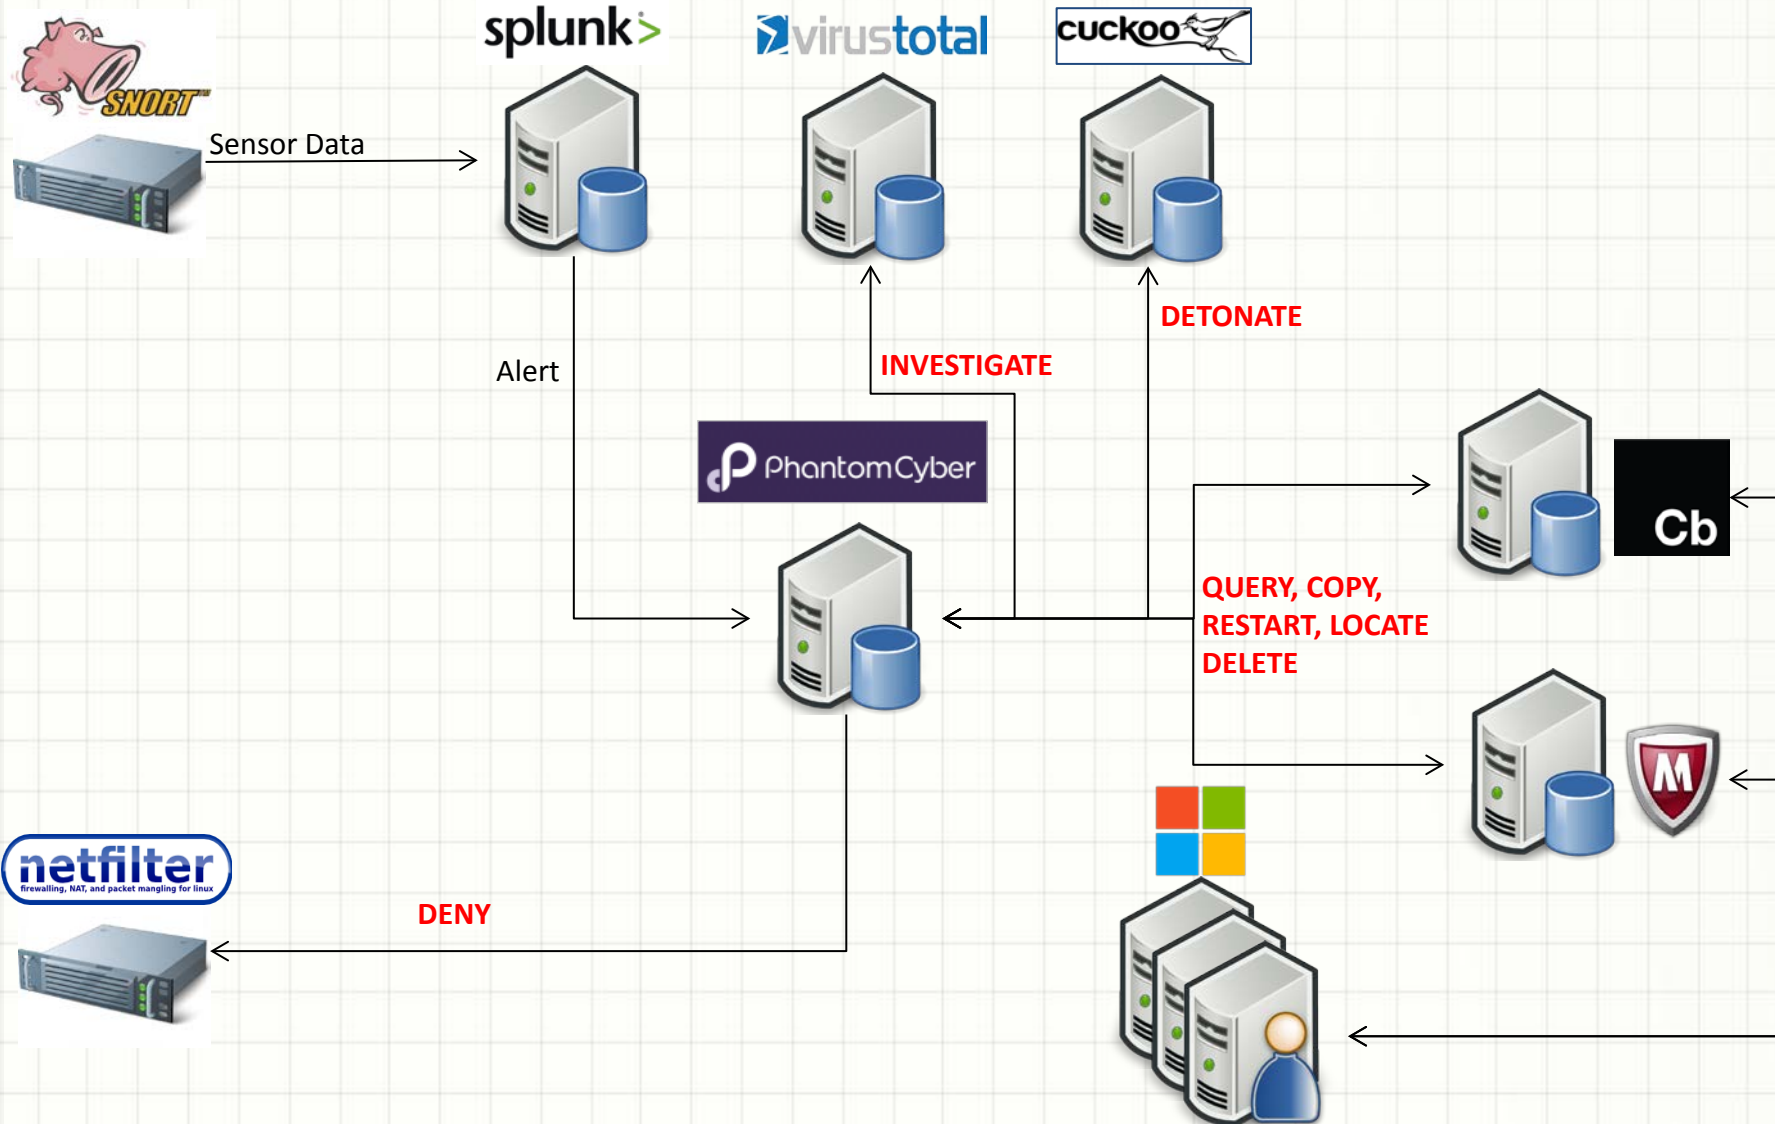 splunk>
virustotal
cuckoo
SNORT
Sensor Data
DETONATE
Alert
INVESTIGATE
PhantomCyber
Cb
QUERY, COPY,
RESTART, LOCATE
DELETE
M
netfilter
firewalling, NAT, and packet mangling for linux
DENY